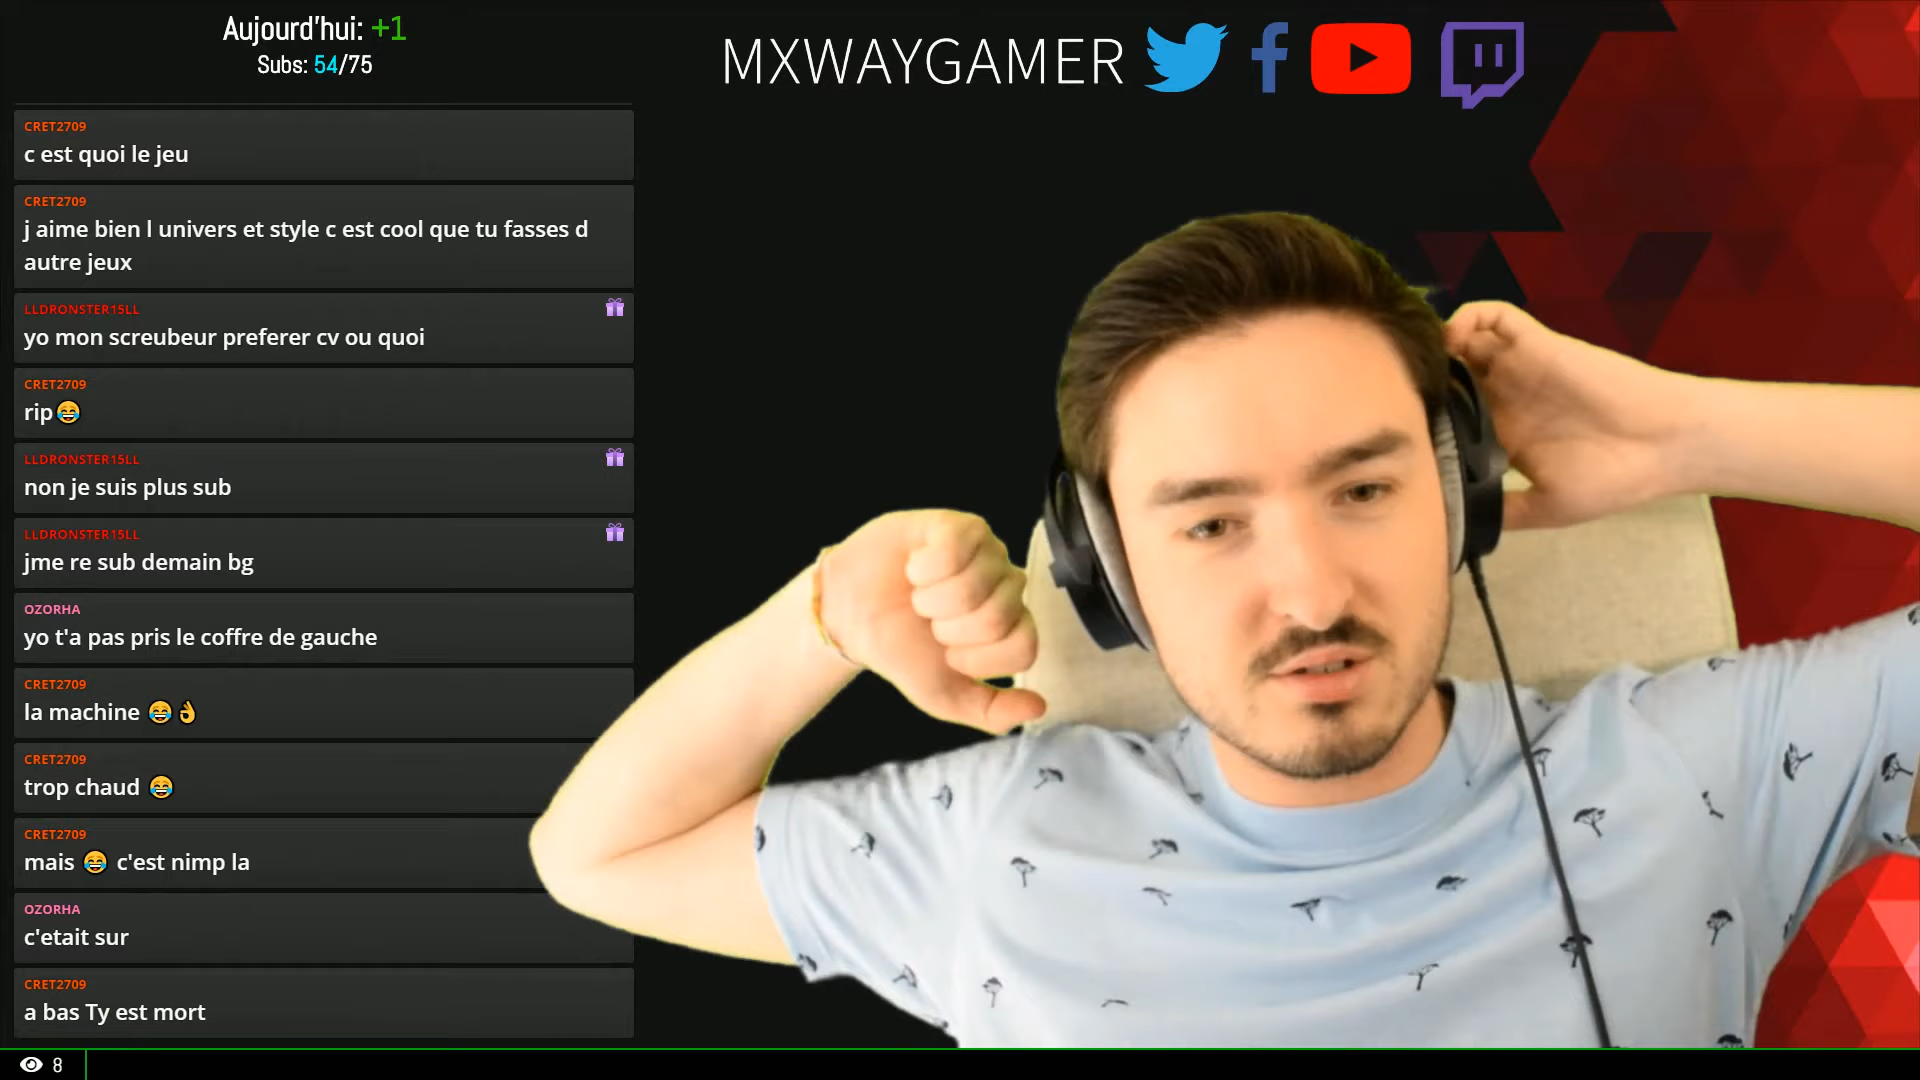 Aujourd'hui: +1
Subs: 54/75
MXWAYGAMER
CRET2709
c est quoi le jeu
CRET2709
j aime bien l univers et style c est cool que tu fasses d
autre jeux
LLDRONSTER15LL
yo mon screubeur preferer cv ou quoi
CRET2709
rip😂
LLDRONSTER15LL
non je suis plus sub
LLDRONSTER15LL
jme re sub demain bg
OZORHA
yo t'a pas pris le coffre de gauche
CRET2709
la machine 😂👌
CRET2709
trop chaud 😂
CRET2709
mais 😂 c'est nimp la
OZORHA
c'etait sur
CRET2709
a bas Ty est mort
8